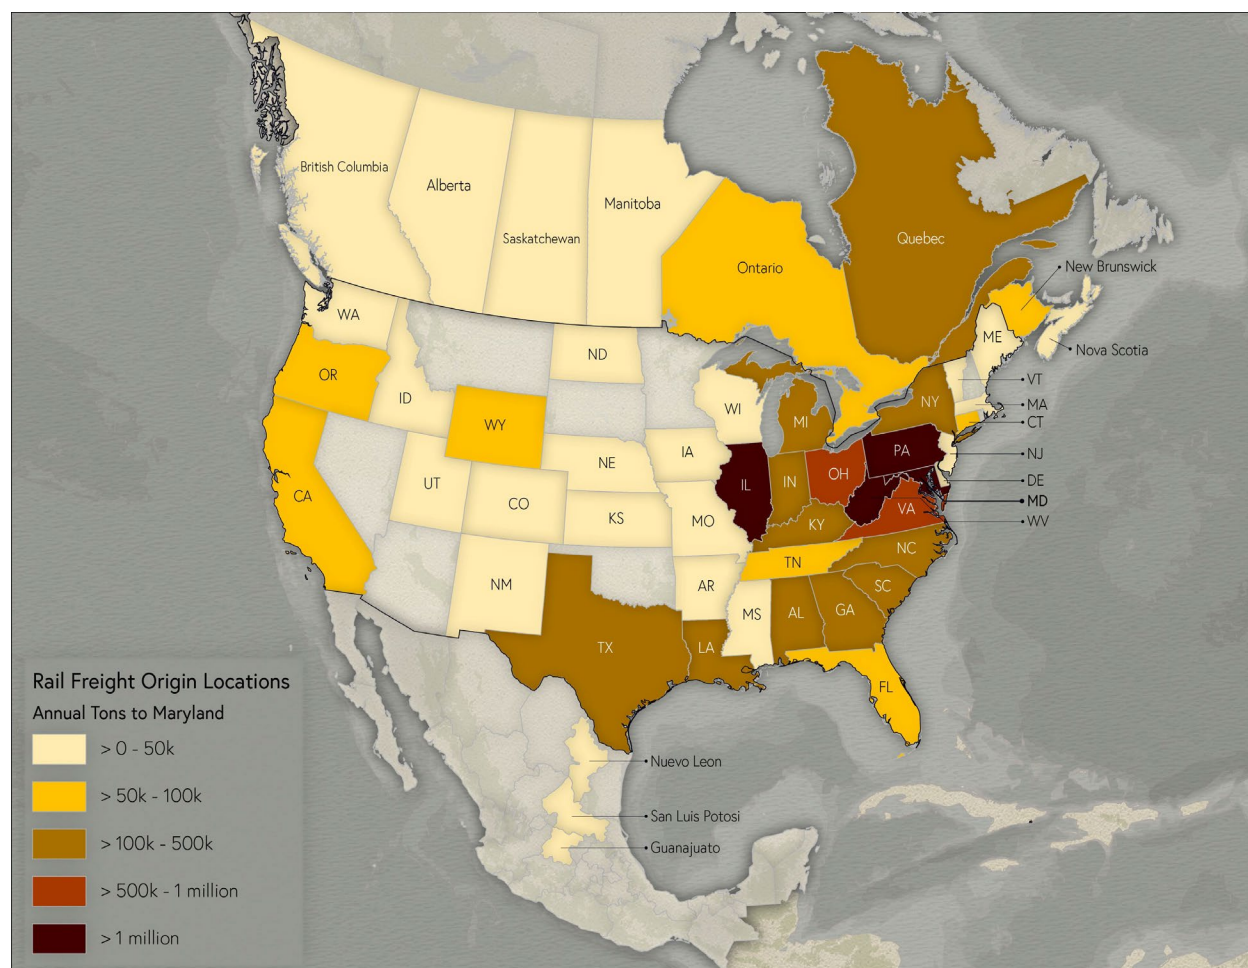 British Columbia
Alberta
Saskatchewan
Manitoba
Ontario
Quebec
New Brunswick
Nova Scotia
WA
ND
ME
OR
ID
WY
WI
MI
NY
VT
MA
CT
CA
UT
CO
NE
IA
KS
MO
IL
IN
OH
PA
NJ
DE
MD
WV
VA
KY
NC
TN
SC
NM
AR
MS
AL
GA
TX
LA
FL
Nuevo Leon
San Luis Potosi
Guanajuato
Rail Freight Origin Locations
Annual Tons to Maryland
> 0 - 50k
> 50k - 100k
> 100k - 500k
> 500k - 1 million
> 1 million